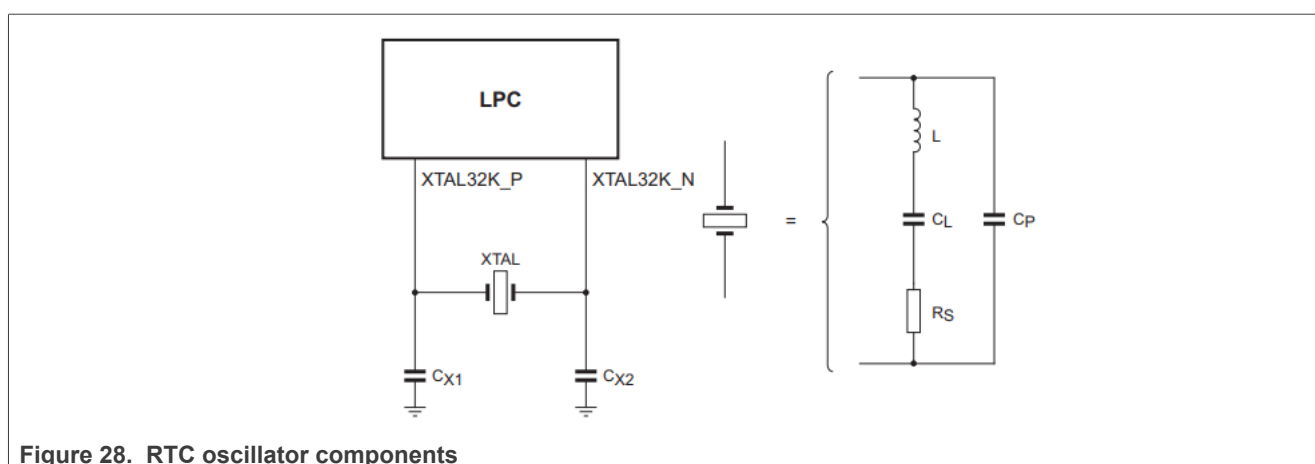 LPC
XTAL32K_P
XTAL32K_N
XTAL
CX1
CX2
=
L
CL
CP
RS
Figure 28. RTC oscillator components